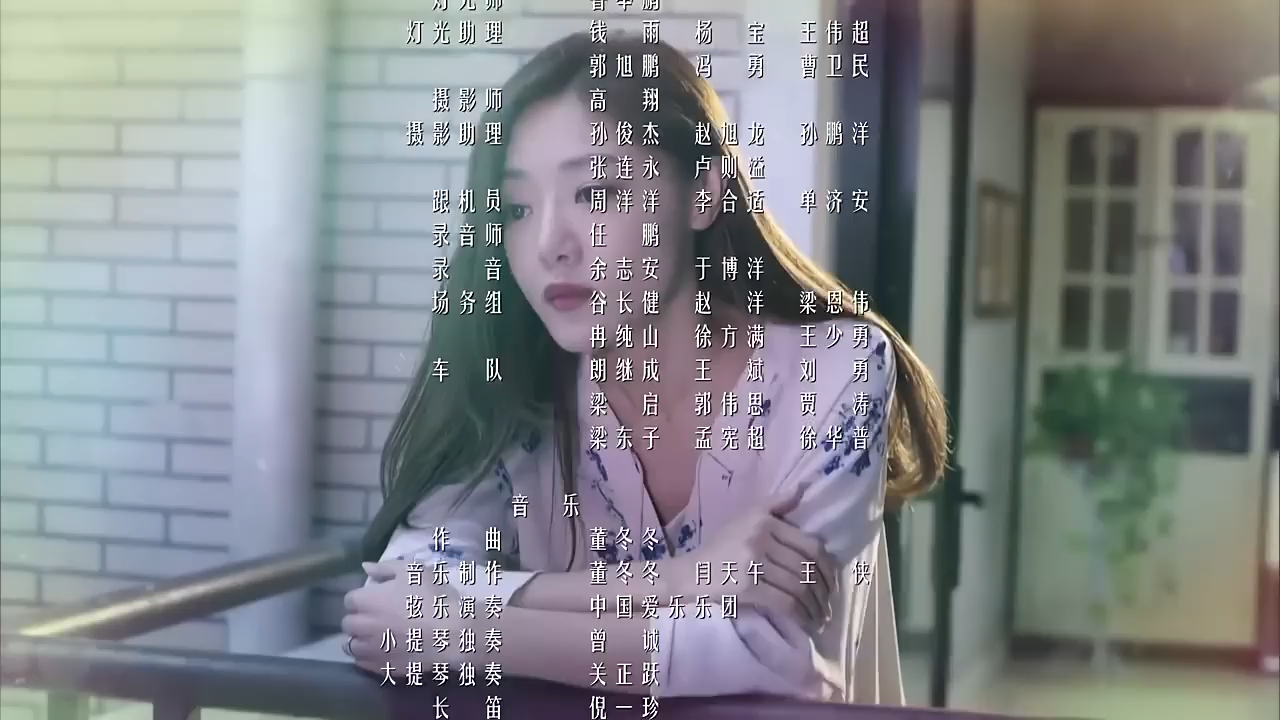 灯光助理 钱雨 杨宝 王伟超
郭旭鹏 冯勇 曹卫民
摄影师 高翔
摄影助理 孙俊杰 赵旭龙 孙鹏洋
张连永 卢则溢
跟机员 周洋洋 李合适 单济安
录音师 任鹏
录音 余志安 于博洋
场务组 谷长健 赵洋 梁恩伟
冉纯山 徐方满 王少勇
车队 朗继成 王斌 刘勇
梁启 郭伟思 贾涛
梁东子 孟宪超 徐华普
音乐
作曲 董冬冬
音乐制作 董冬冬 闫天午 王侠
弦乐演奏 中国爱乐乐团
小提琴独奏 曾诚
大提琴独奏 关正跃
长笛 倪一珍